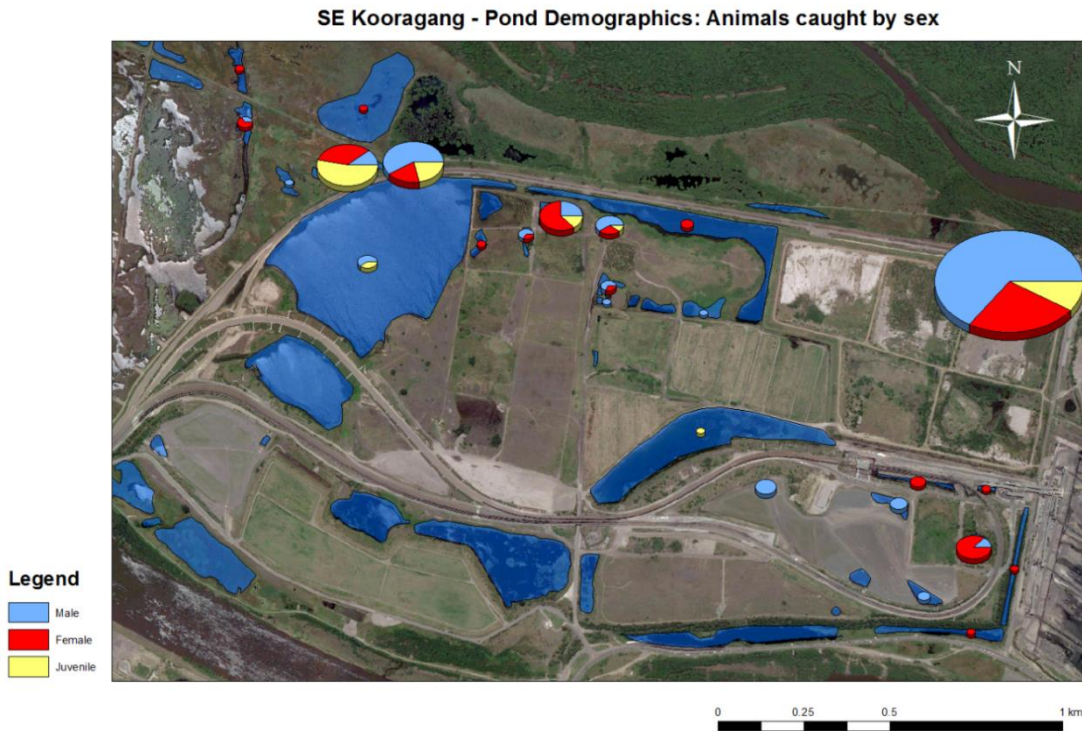 SE Kooragang - Pond Demographics: Animals caught by sex
N
Legend
Male
Female
Juvenile
0 0.25 0.5 1 km